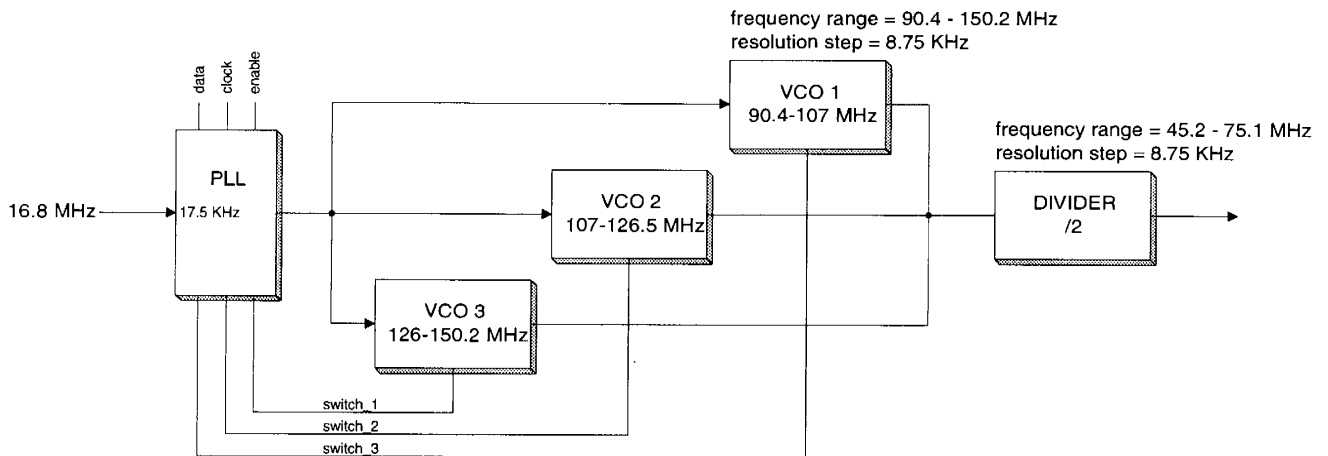 frequency range = 90.4 - 150.2 MHz
resolution step = 8.75 KHz
data
clock
enable
VCO 1
90.4-107 MHz
frequency range = 45.2 - 75.1 MHz
resolution step = 8.75 KHz
PLL
17.5 KHz
16.8 MHz
VCO 2
107-126.5 MHz
DIVIDER
/2
VCO 3
126-150.2 MHz
switch_1
switch_2
switch_3